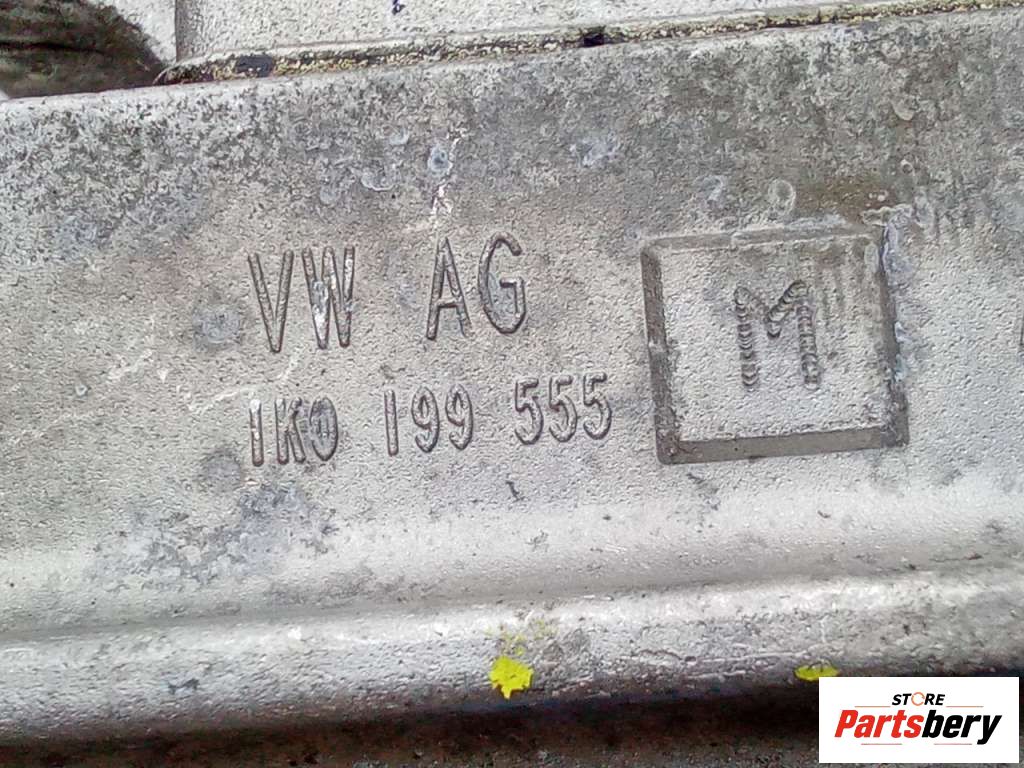 VW AG
1K0 199 555
M
STORE
Partsbery